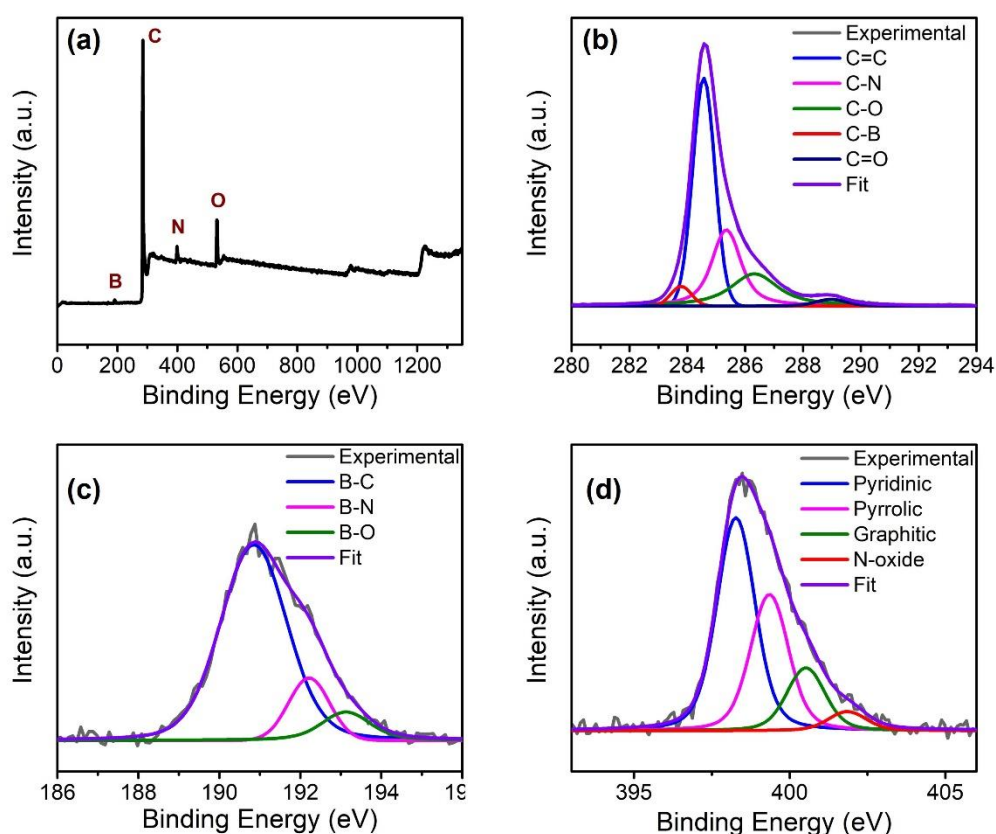 (a)
C
B
N
O
Intensity (a.u.)
0 200 400 600 800 1000 1200
Binding Energy (eV)
(b)
Experimental
C=C
C-N
C-O
C-B
C=O
Fit
Intensity (a.u.)
280 282 284 286 288 290 292 294
Binding Energy (eV)
(c)
Experimental
B-C
B-N
B-O
Fit
Intensity (a.u.)
186 188 190 192 194 19
Binding Energy (eV)
(d)
Experimental
Pyridinic
Pyrrolic
Graphitic
N-oxide
Fit
Intensity (a.u.)
395 400 405
Binding Energy (eV)